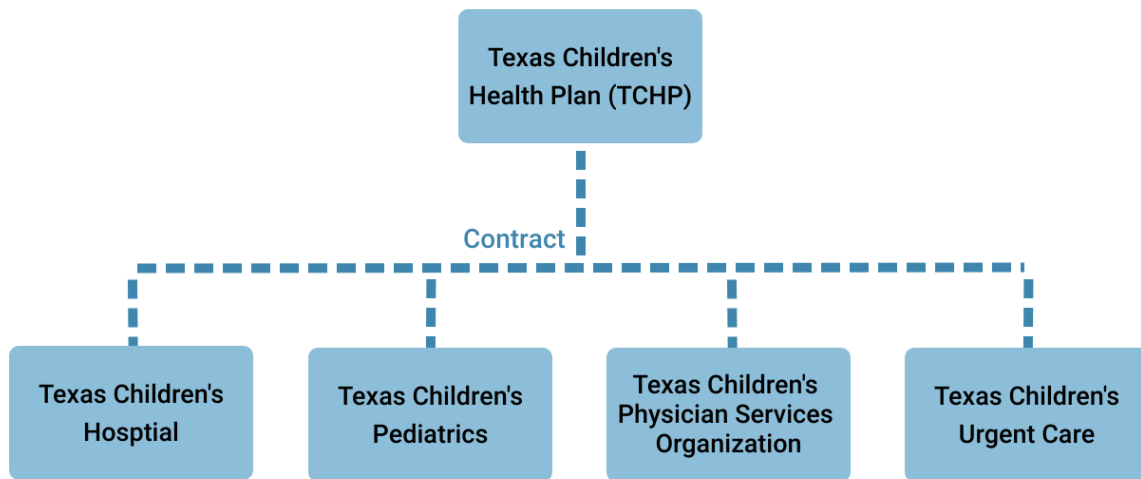 Texas Children's
Health Plan (TCHP)
Contract
Texas Children's
Hosptial
Texas Children's
Pediatrics
Texas Children's
Physician Services
Organization
Texas Children's
Urgent Care